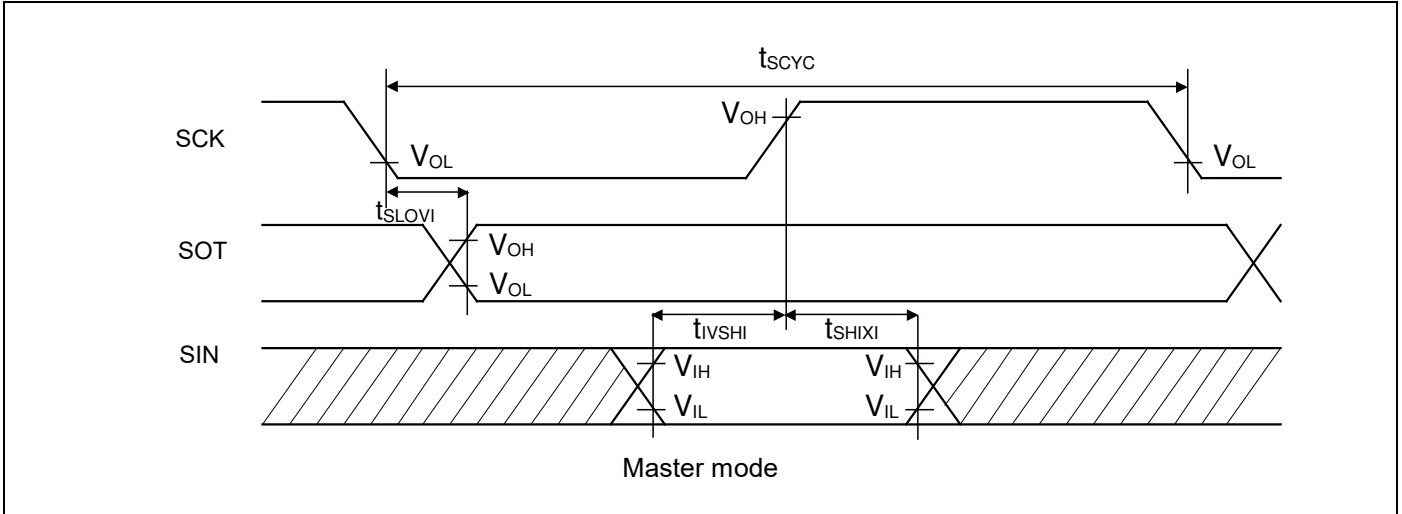 tSCYC
SCK
VOH
VOL
VOL
tSLOVI
SOT
VOH
VOL
tIVSHI
tSHIXI
SIN
VIH
VIH
VIL
VIL
Master mode